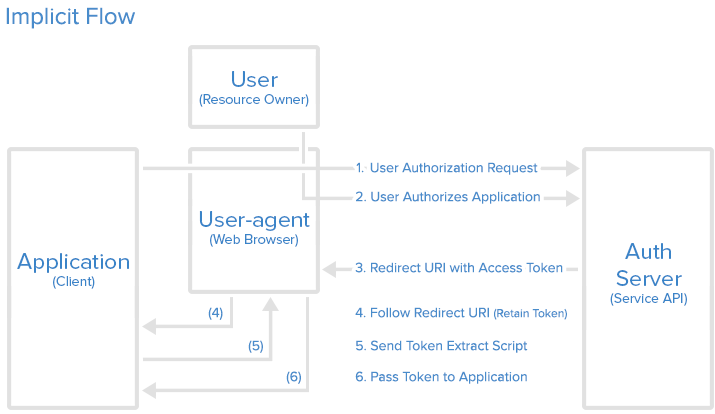 Implicit Flow
User
(Resource Owner)
1. User Authorization Request
2. User Authorizes Application
User-agent
(Web Browser)
Application
(Client)
Auth
Server
(Service API)
3. Redirect URI with Access Token
(4)
4. Follow Redirect URI (Retain Token)
(5)
5. Send Token Extract Script
(6)
6. Pass Token to Application